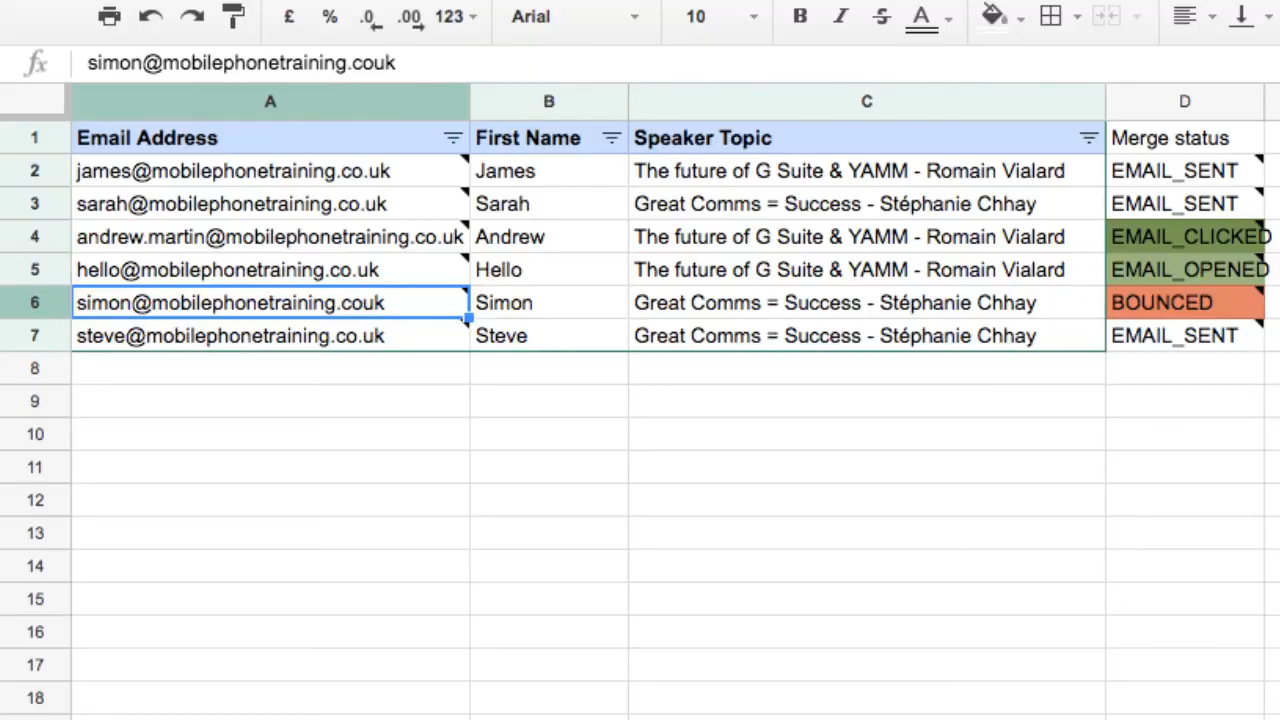 £ % .0 .00 123 Arial 10 B I S A
fx simon@mobilephonetraining.couk
A B C D
1 Email Address First Name Speaker Topic Merge status
2 james@mobilephonetraining.co.uk James The future of G Suite & YAMM - Romain Vialard EMAIL_SENT
3 sarah@mobilephonetraining.co.uk Sarah Great Comms = Success - Stéphanie Chhay EMAIL_SENT
4 andrew.martin@mobilephonetraining.co.uk Andrew The future of G Suite & YAMM - Romain Vialard EMAIL_CLICKED
5 hello@mobilephonetraining.co.uk Hello The future of G Suite & YAMM - Romain Vialard EMAIL_OPENED
6 simon@mobilephonetraining.couk Simon Great Comms = Success - Stéphanie Chhay BOUNCED
7 steve@mobilephonetraining.co.uk Steve Great Comms = Success - Stéphanie Chhay EMAIL_SENT
8
9
10
11
12
13
14
15
16
17
18